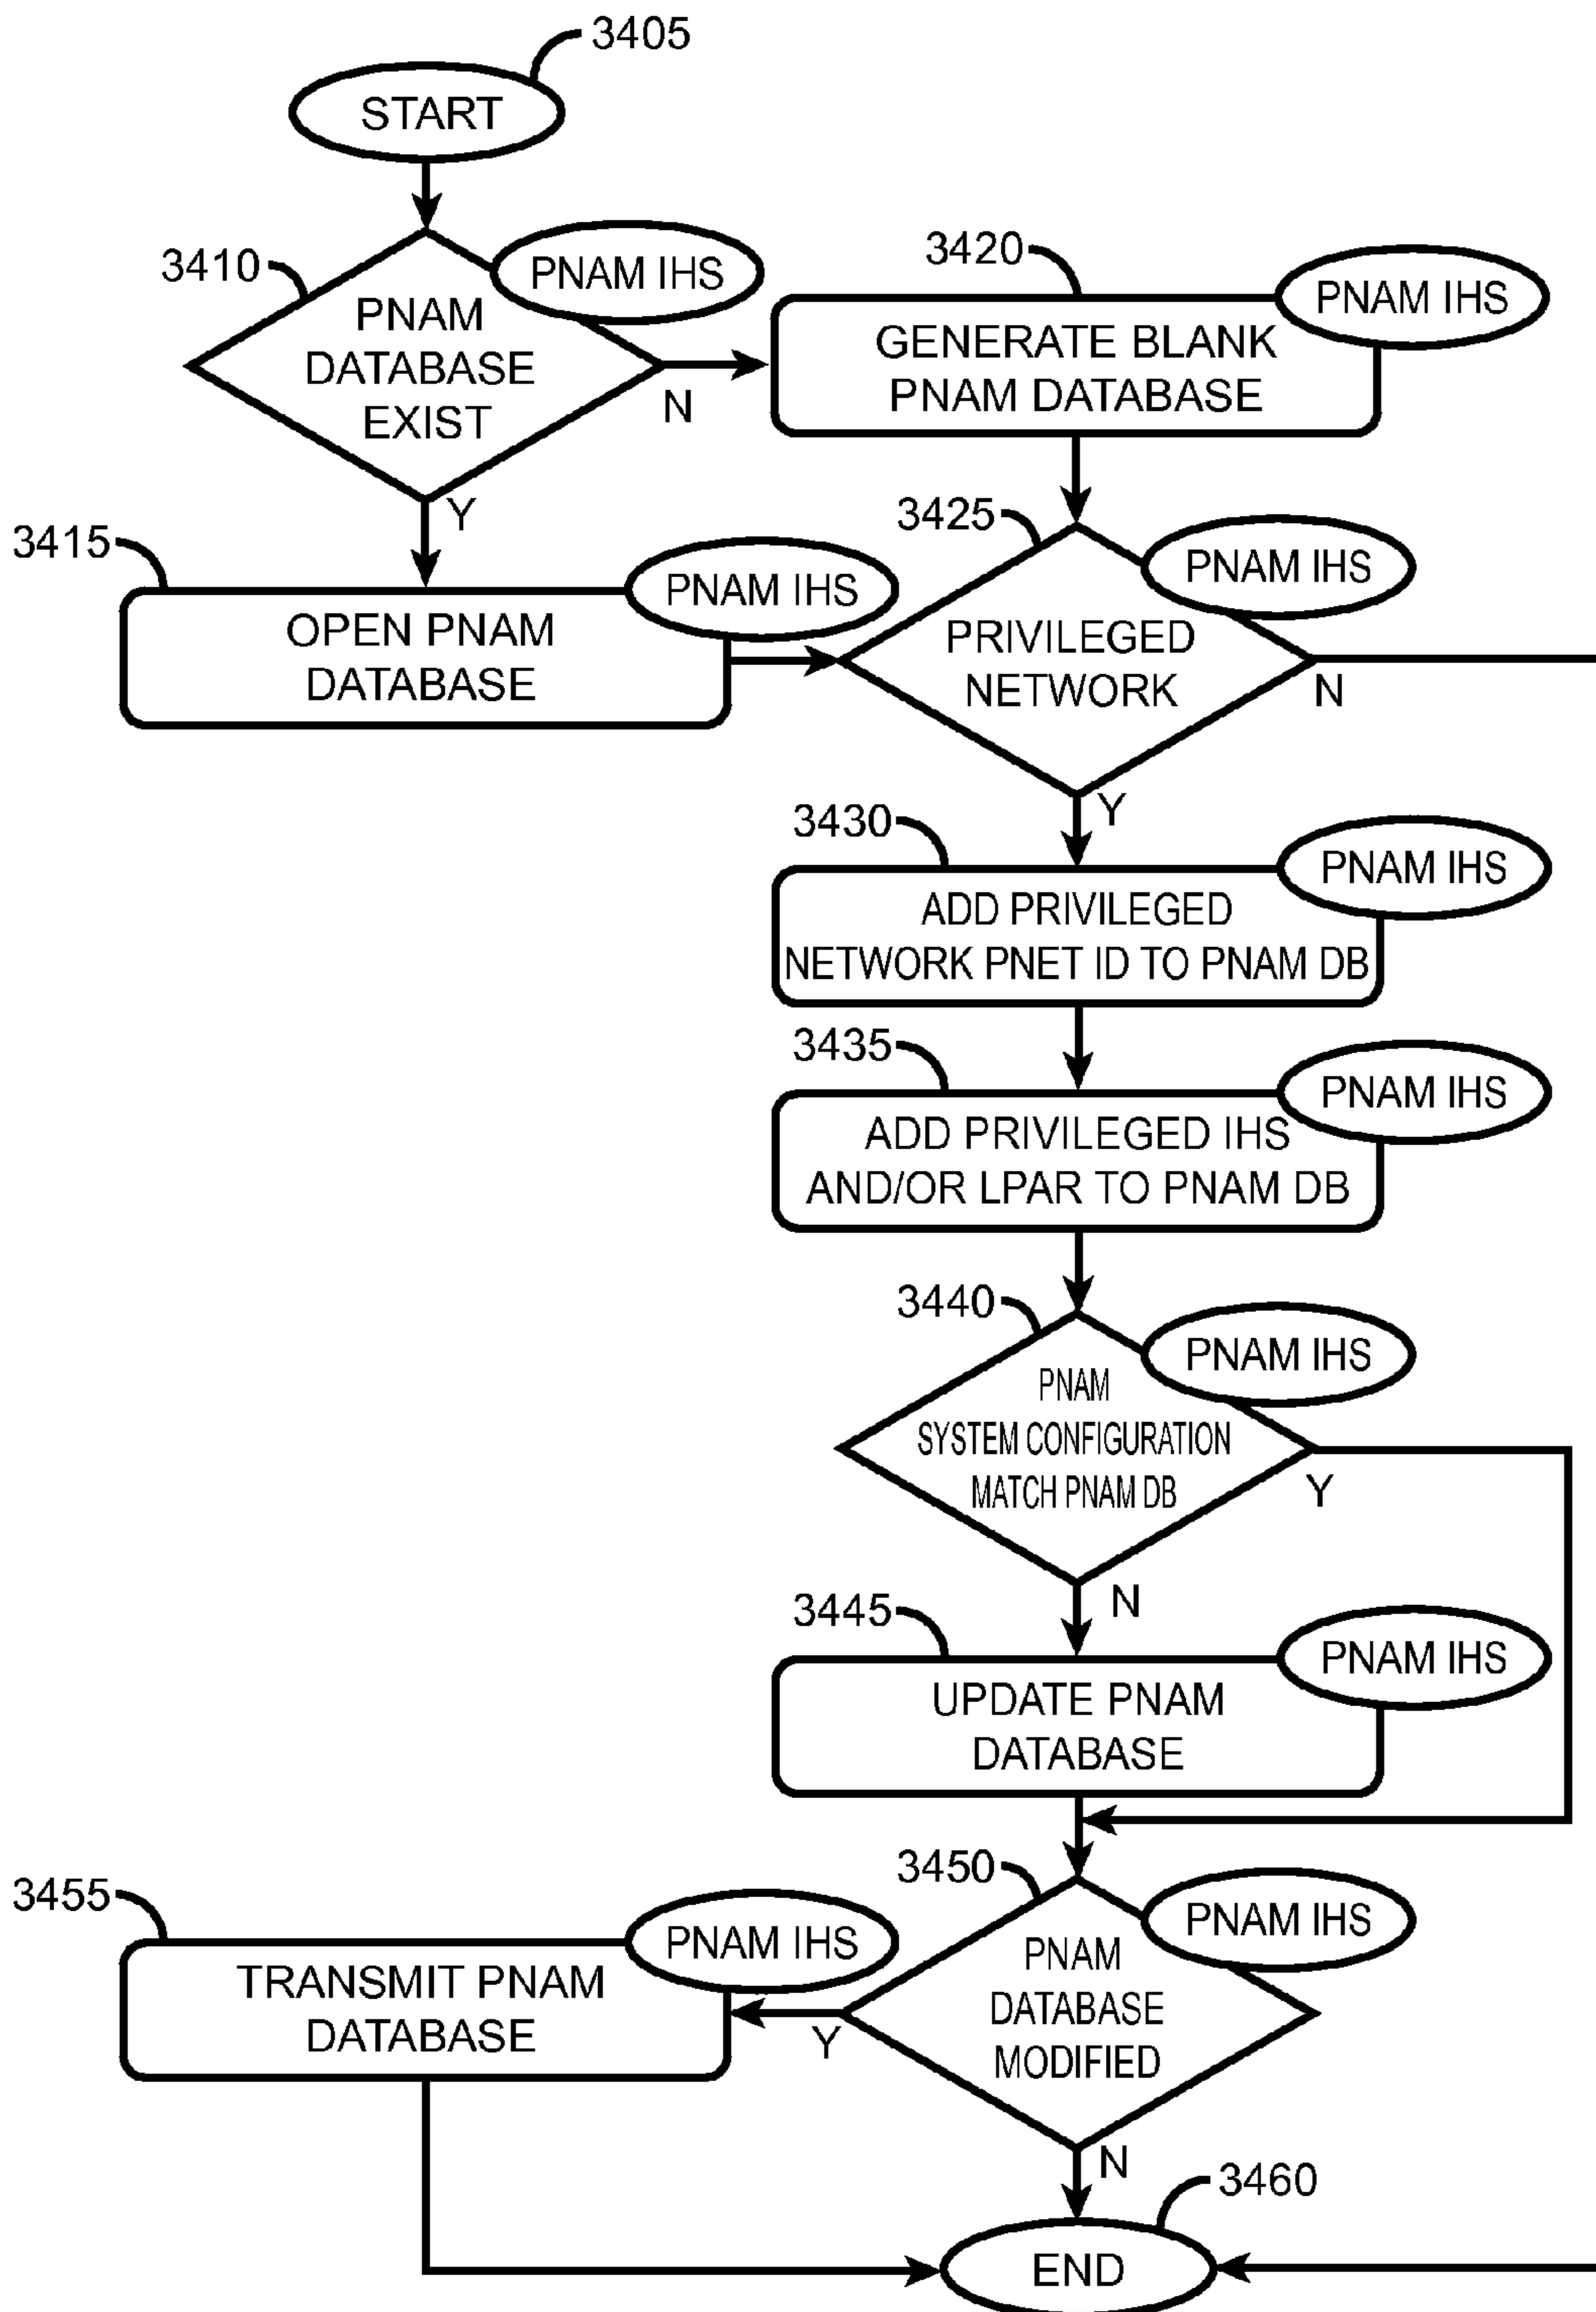 3405
START
3410
PNAM IHS
PNAM
DATABASE
EXIST
N
Y
3420
PNAM IHS
GENERATE BLANK
PNAM DATABASE
3415
PNAM IHS
OPEN PNAM
DATABASE
3425
PNAM IHS
PRIVILEGED
NETWORK
N
Y
3430
PNAM IHS
ADD PRIVILEGED
NETWORK PNET ID TO PNAM DB
3435
PNAM IHS
ADD PRIVILEGED IHS
AND/OR LPAR TO PNAM DB
3440
PNAM IHS
PNAM
SYSTEM CONFIGURATION
MATCH PNAM DB
Y
N
3445
PNAM IHS
UPDATE PNAM
DATABASE
3450
PNAM IHS
PNAM
DATABASE
MODIFIED
Y
N
3455
PNAM IHS
TRANSMIT PNAM
DATABASE
3460
END